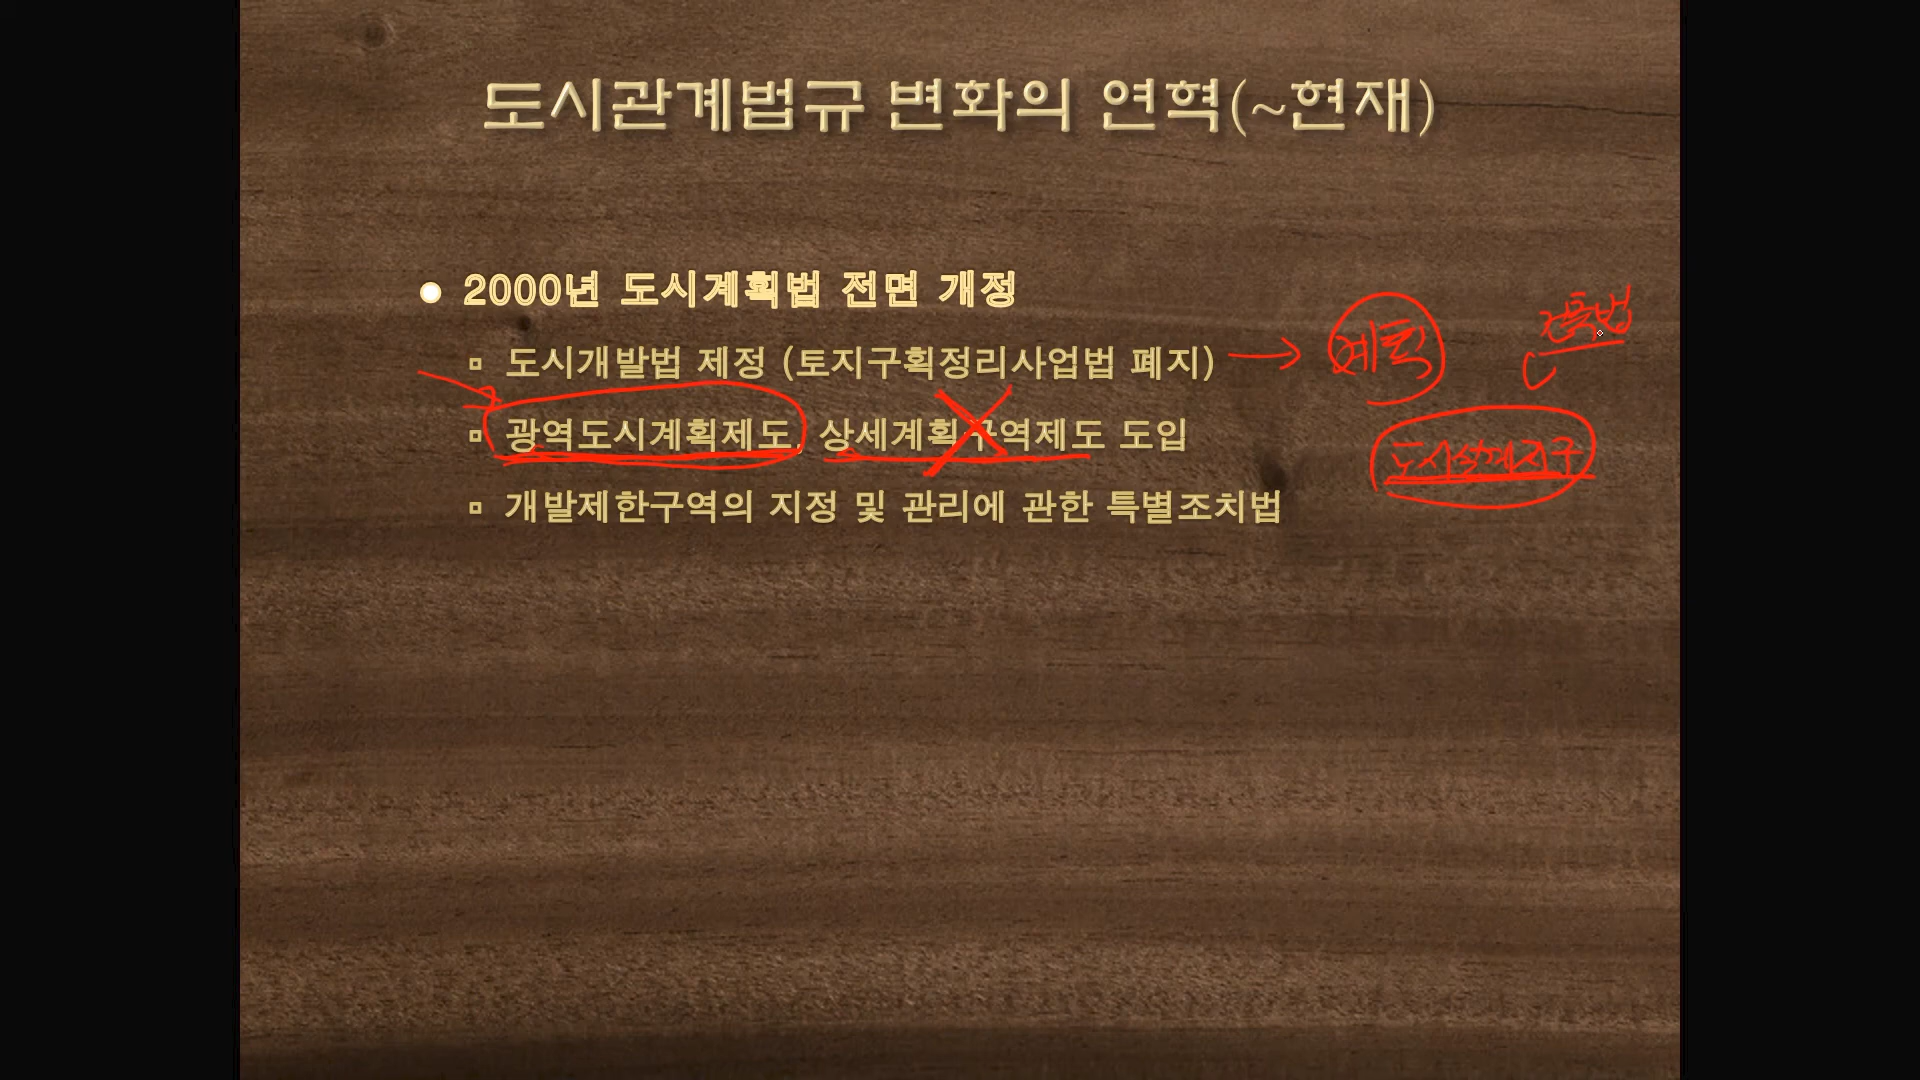 도시관계법규 변화의 연혁(~현재)
2000년 도시계획법 전면 개정
도시개발법 제정 (토지구획정리사업법 폐지)
계획
건축법
광역도시계획제도, 상세계획구역제도 도입
도시설계지구
개발제한구역의 지정 및 관리에 관한 특별조치법